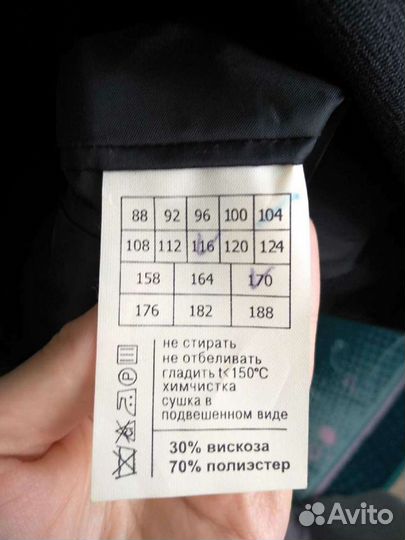 88 92 96 100 104
108 112 116 120 124
158 164 170
176 182 188
не стирать
не отбеливать
гладить t<150°C
химчистка
сушка в
подвешенном виде
P
30% вискоза
70% полиэстер
Avito